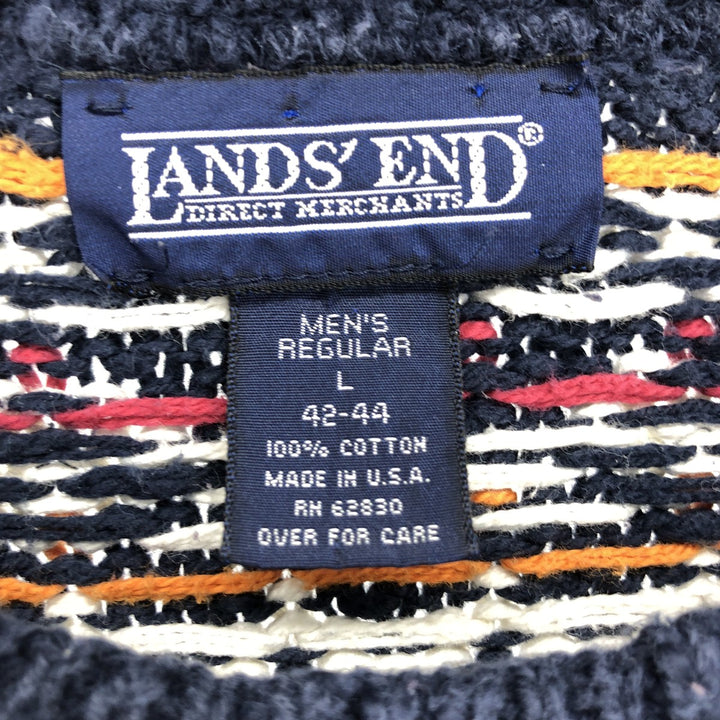 LANDS' END®
DIRECT MERCHANTS
MEN'S
REGULAR
L
42-44
100% COTTON
MADE IN U.S.A.
RN 62830
OVER FOR CARE